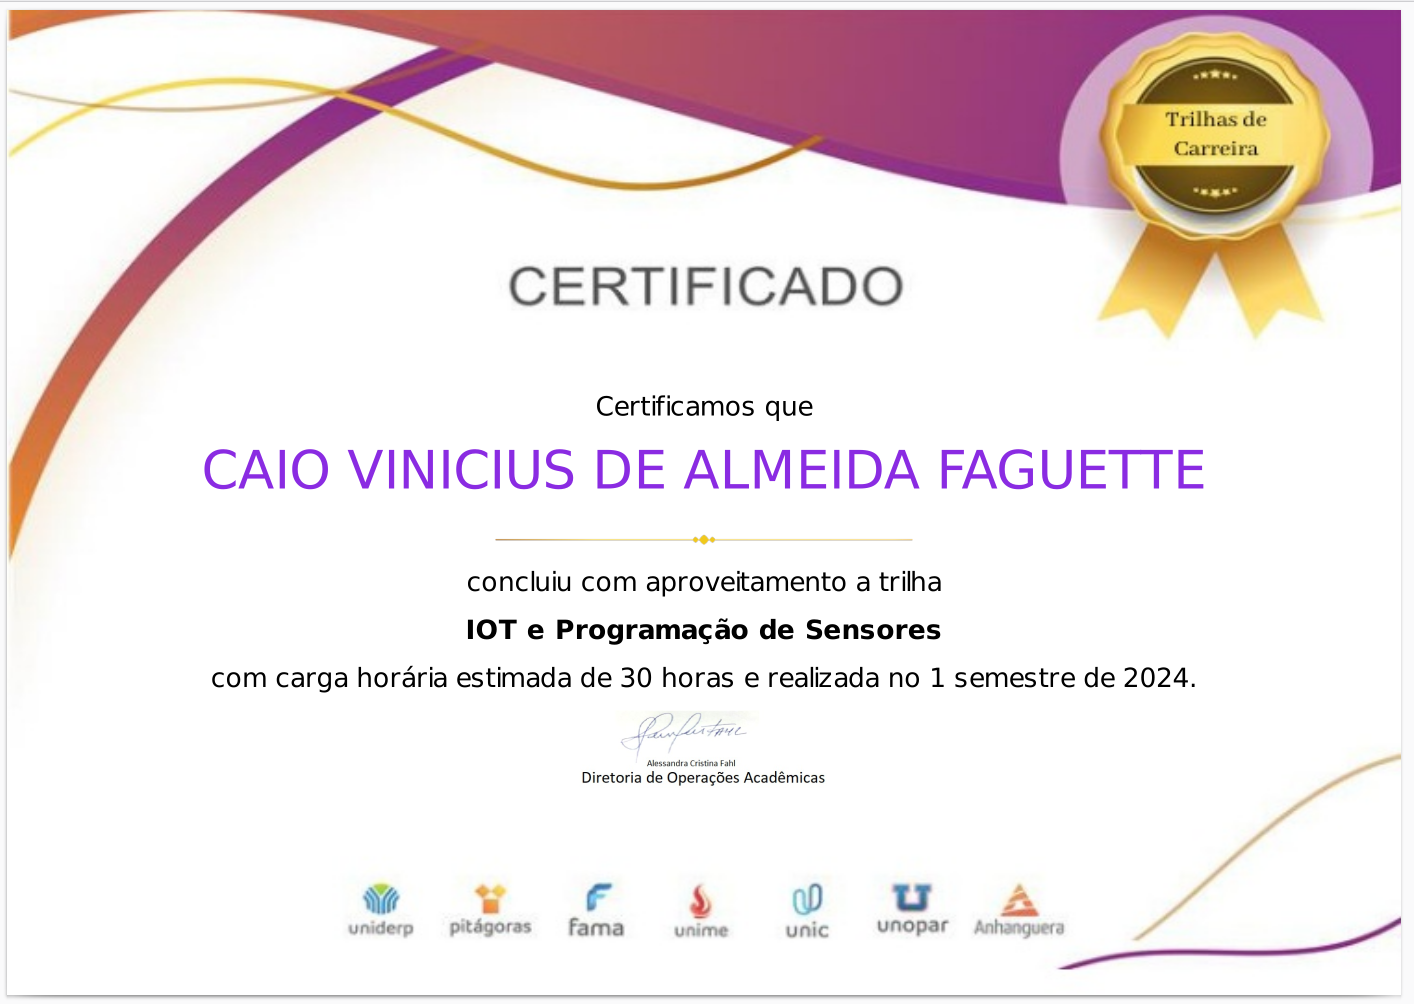 Trilhas de
Carreira
CERTIFICADO
Certificamos que
CAIO VINICIUS DE ALMEIDA FAGUETTE
concluiu com aproveitamento a trilha
IOT e Programação de Sensores
com carga horária estimada de 30 horas e realizada no 1 semestre de 2024.
Alessandra Cristina Fahl
Diretoria de Operações Acadêmicas
uniderp pitágoras fama unime unic unopar Anhanguera